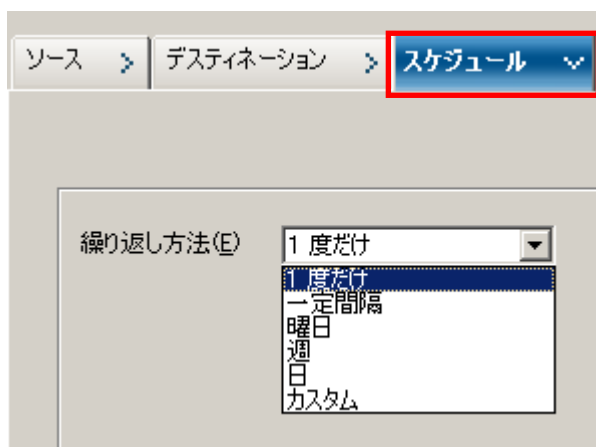 ソース > デスティネーション > スケジュール
繰り返し方法(E) 1 度だけ
1 度だけ
一定間隔
曜日
週
日
カスタム